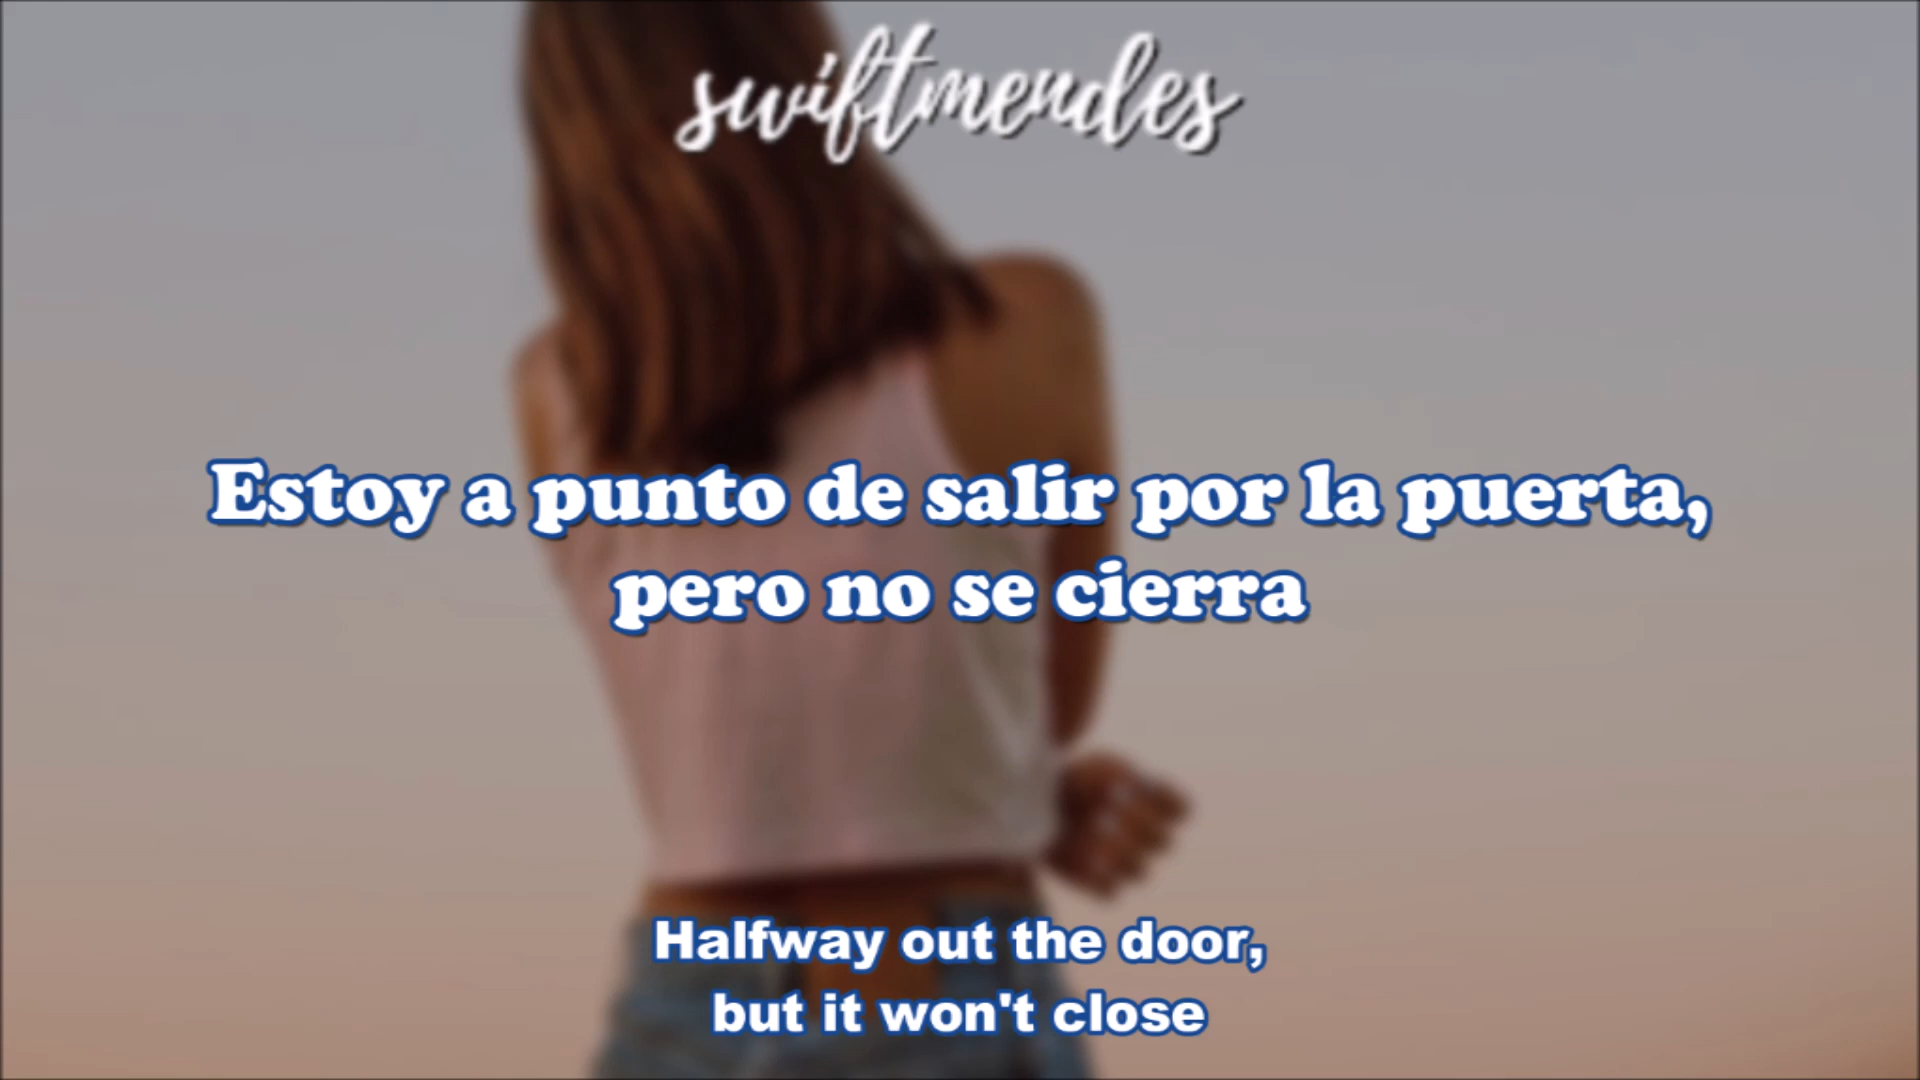 swiftmendes
Estoy a punto de salir por la puerta,
pero no se cierra
Halfway out the door,
but it won't close